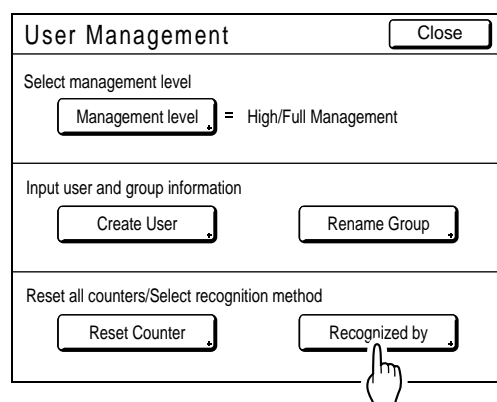 User Management
Close
Select management level
Management level = High/Full Management
Input user and group information
Create User Rename Group
Reset all counters/Select recognition method
Reset Counter Recognized by